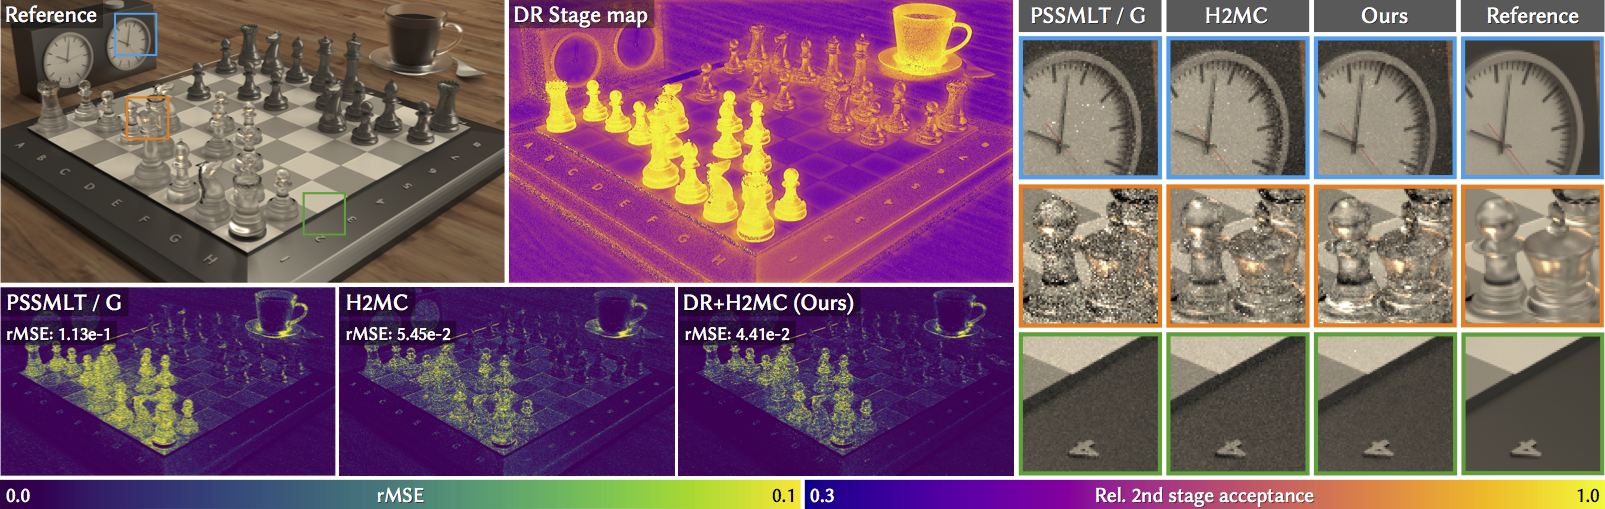 Reference
DR Stage map
PSSMLT / G
H2MC
Ours
Reference
A
B
C
D
E
F
G
H
PSSMLT / G
rMSE: 1.13e-1
H2MC
rMSE: 5.45e-2
DR+H2MC (Ours)
rMSE: 4.41e-2
0.0
rMSE
0.1
0.3
Rel. 2nd stage acceptance
1.0